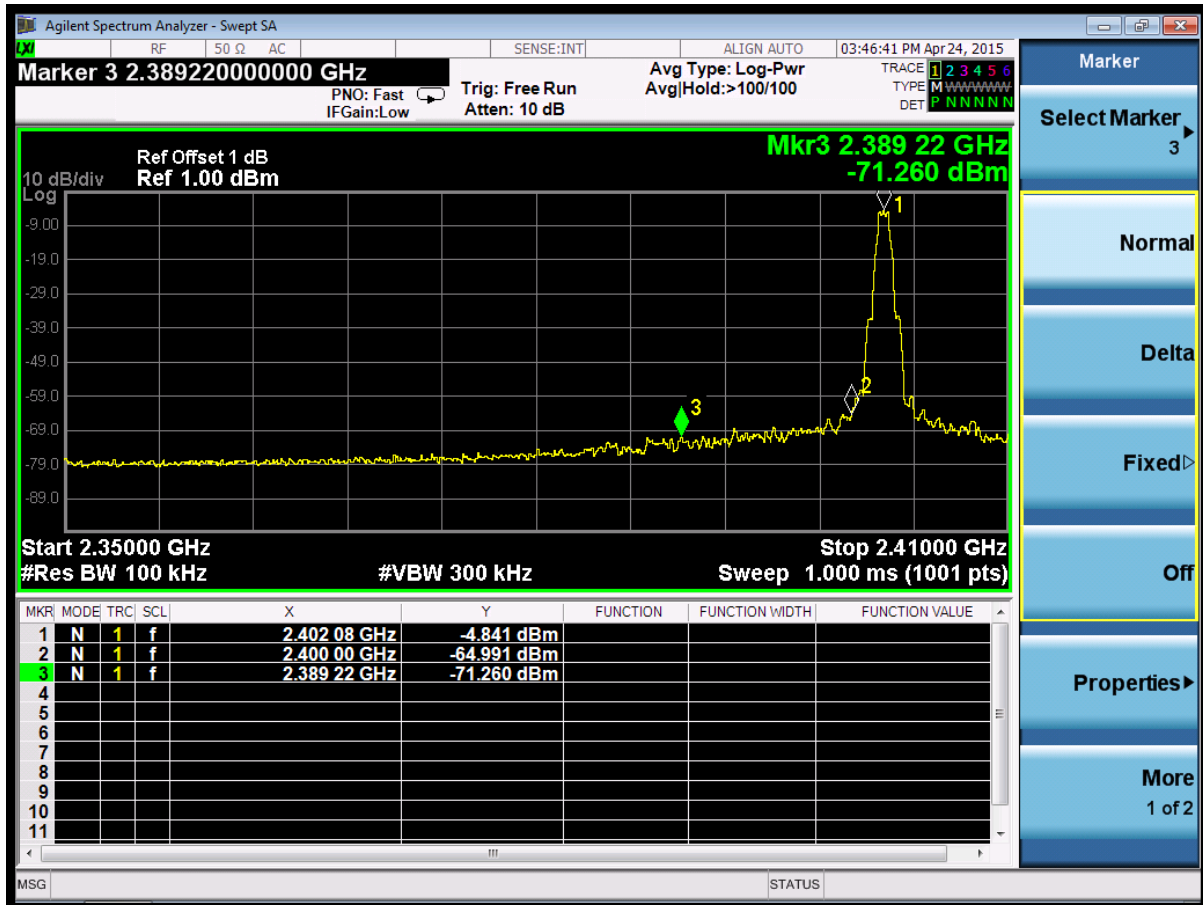 Agilent Spectrum Analyzer - Swept SA
LXI RF 50 Ω AC SENSE:INT ALIGN AUTO 03:46:41 PM Apr 24, 2015
Marker 3 2.389220000000 GHz
PNO: Fast
IFGain:Low
Trig: Free Run
Atten: 10 dB
Avg Type: Log-Pwr
Avg|Hold:>100/100
TRACE 1 2 3 4 5 6
TYPE M WWWWW
DET P N N N N N
Mkr3 2.389 22 GHz
-71.260 dBm
Ref Offset 1 dB
10 dB/div Ref 1.00 dBm
Log
-9.00
-19.0
-29.0
-39.0
-49.0
-59.0
-69.0
-79.0
-89.0
1
2
3
Start 2.35000 GHz Stop 2.41000 GHz
#Res BW 100 kHz #VBW 300 kHz Sweep 1.000 ms (1001 pts)
MKR MODE TRC SCL X Y FUNCTION FUNCTION WIDTH FUNCTION VALUE
1 N 1 f 2.402 08 GHz -4.841 dBm
2 N 1 f 2.400 00 GHz -64.991 dBm
3 N 1 f 2.389 22 GHz -71.260 dBm
4
5
6
7
8
9
10
11
MSG STATUS
Marker
Select Marker
3
Normal
Delta
Fixed
Off
Properties
More
1 of 2